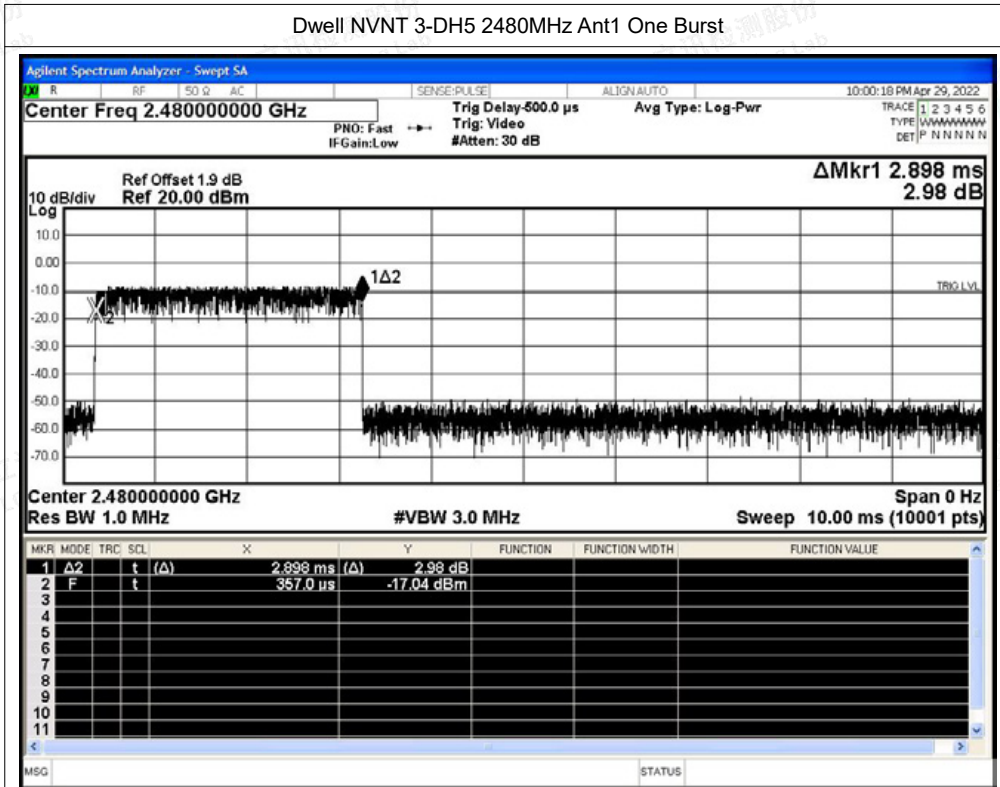 Dwell NVNT 3-DH5 2480MHz Ant1 One Burst
Agilent Spectrum Analyzer - Swept SA
R RF 50 Ω AC SENSE:PULSE ALIGN AUTO 10:00:18 PM Apr 29, 2022
Center Freq 2.480000000 GHz Trig Delay-500.0 µs Avg Type: Log-Pwr TRACE 1 2 3 4 5 6
PNO: Fast Trig: Video TYPE WWWWWW
IFGain:Low #Atten: 30 dB DET P N N N N N
ΔMkr1 2.898 ms
2.98 dB
Ref Offset 1.9 dB
10 dB/div Ref 20.00 dBm
Log
10.0
0.00
-10.0
-20.0
-30.0
-40.0
-50.0
-60.0
-70.0
1Δ2
2
TRIG LVL
Center 2.480000000 GHz Span 0 Hz
Res BW 1.0 MHz #VBW 3.0 MHz Sweep 10.00 ms (10001 pts)
MKR MODE TRC SCL X Y FUNCTION FUNCTION WIDTH FUNCTION VALUE
1 Δ2 t (Δ) 2.898 ms (Δ) 2.98 dB
2 F t 357.0 µs -17.04 dBm
3
4
5
6
7
8
9
10
11
MSG STATUS